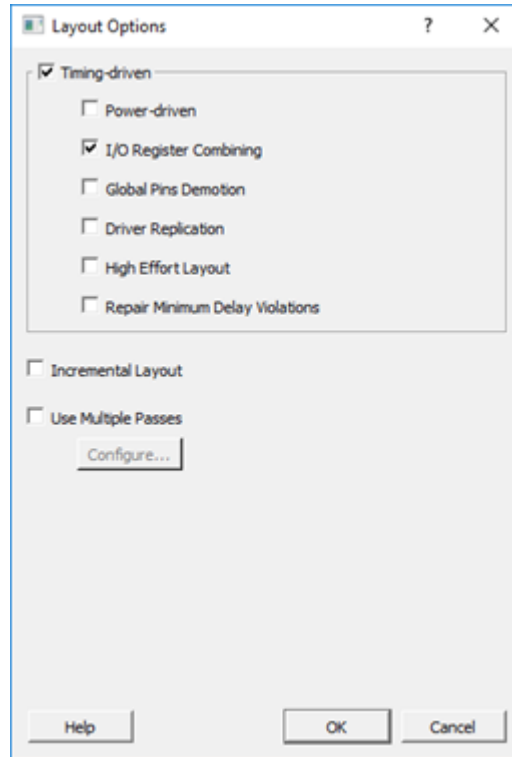 Layout Options
?
Timing-driven
Power-driven
I/O Register Combining
Global Pins Demotion
Driver Replication
High Effort Layout
Repair Minimum Delay Violations
Incremental Layout
Use Multiple Passes
Configure...
Help OK Cancel